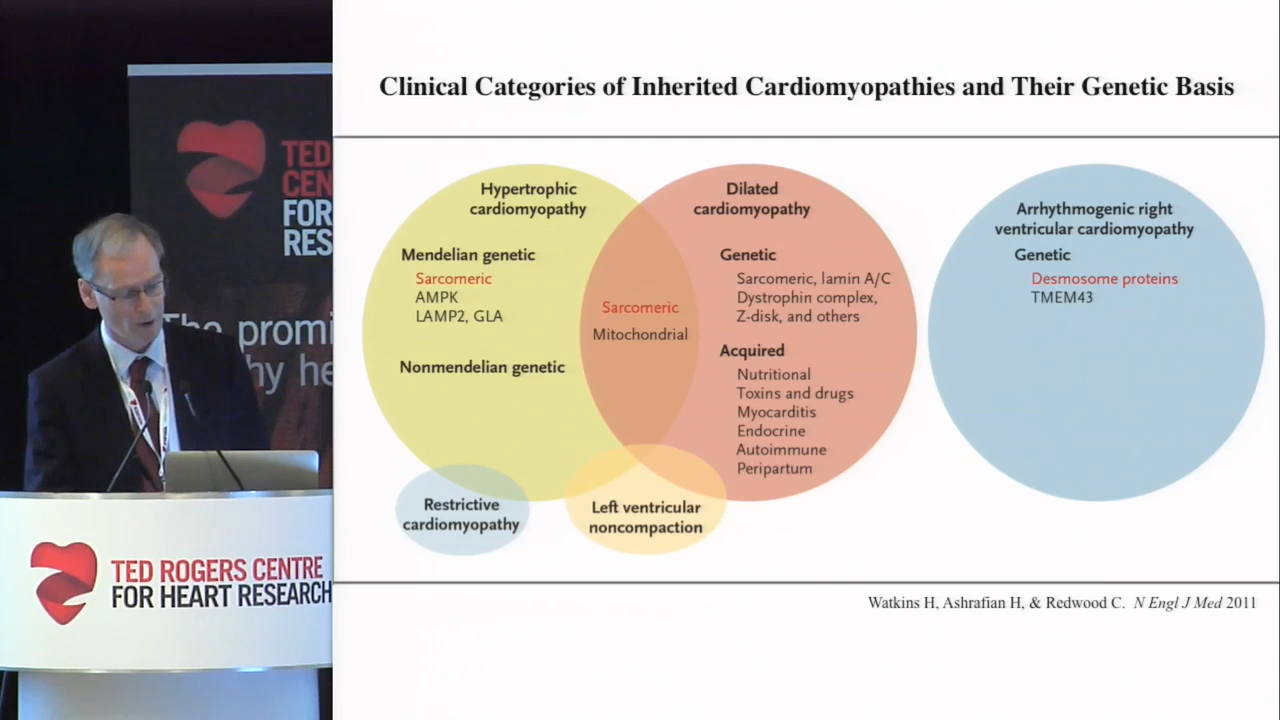 Clinical Categories of Inherited Cardiomyopathies and Their Genetic Basis
Hypertrophic
cardiomyopathy
Mendelian genetic
Sarcomeric
AMPK
LAMP2, GLA
Nonmendelian genetic
Sarcomeric
Mitochondrial
Dilated
cardiomyopathy
Genetic
Sarcomeric, lamin A/C
Dystrophin complex,
Z-disk, and others
Acquired
Nutritional
Toxins and drugs
Myocarditis
Endocrine
Autoimmune
Peripartum
Restrictive
cardiomyopathy
Left ventricular
noncompaction
Arrhythmogenic right
ventricular cardiomyopathy
Genetic
Desmosome proteins
TMEM43
Watkins H, Ashrafian H, & Redwood C. N Engl J Med 2011
TED
CEN
FOR
RES
The promi
hy he
TED ROGERS CENTRE
FOR HEART RESEARCH